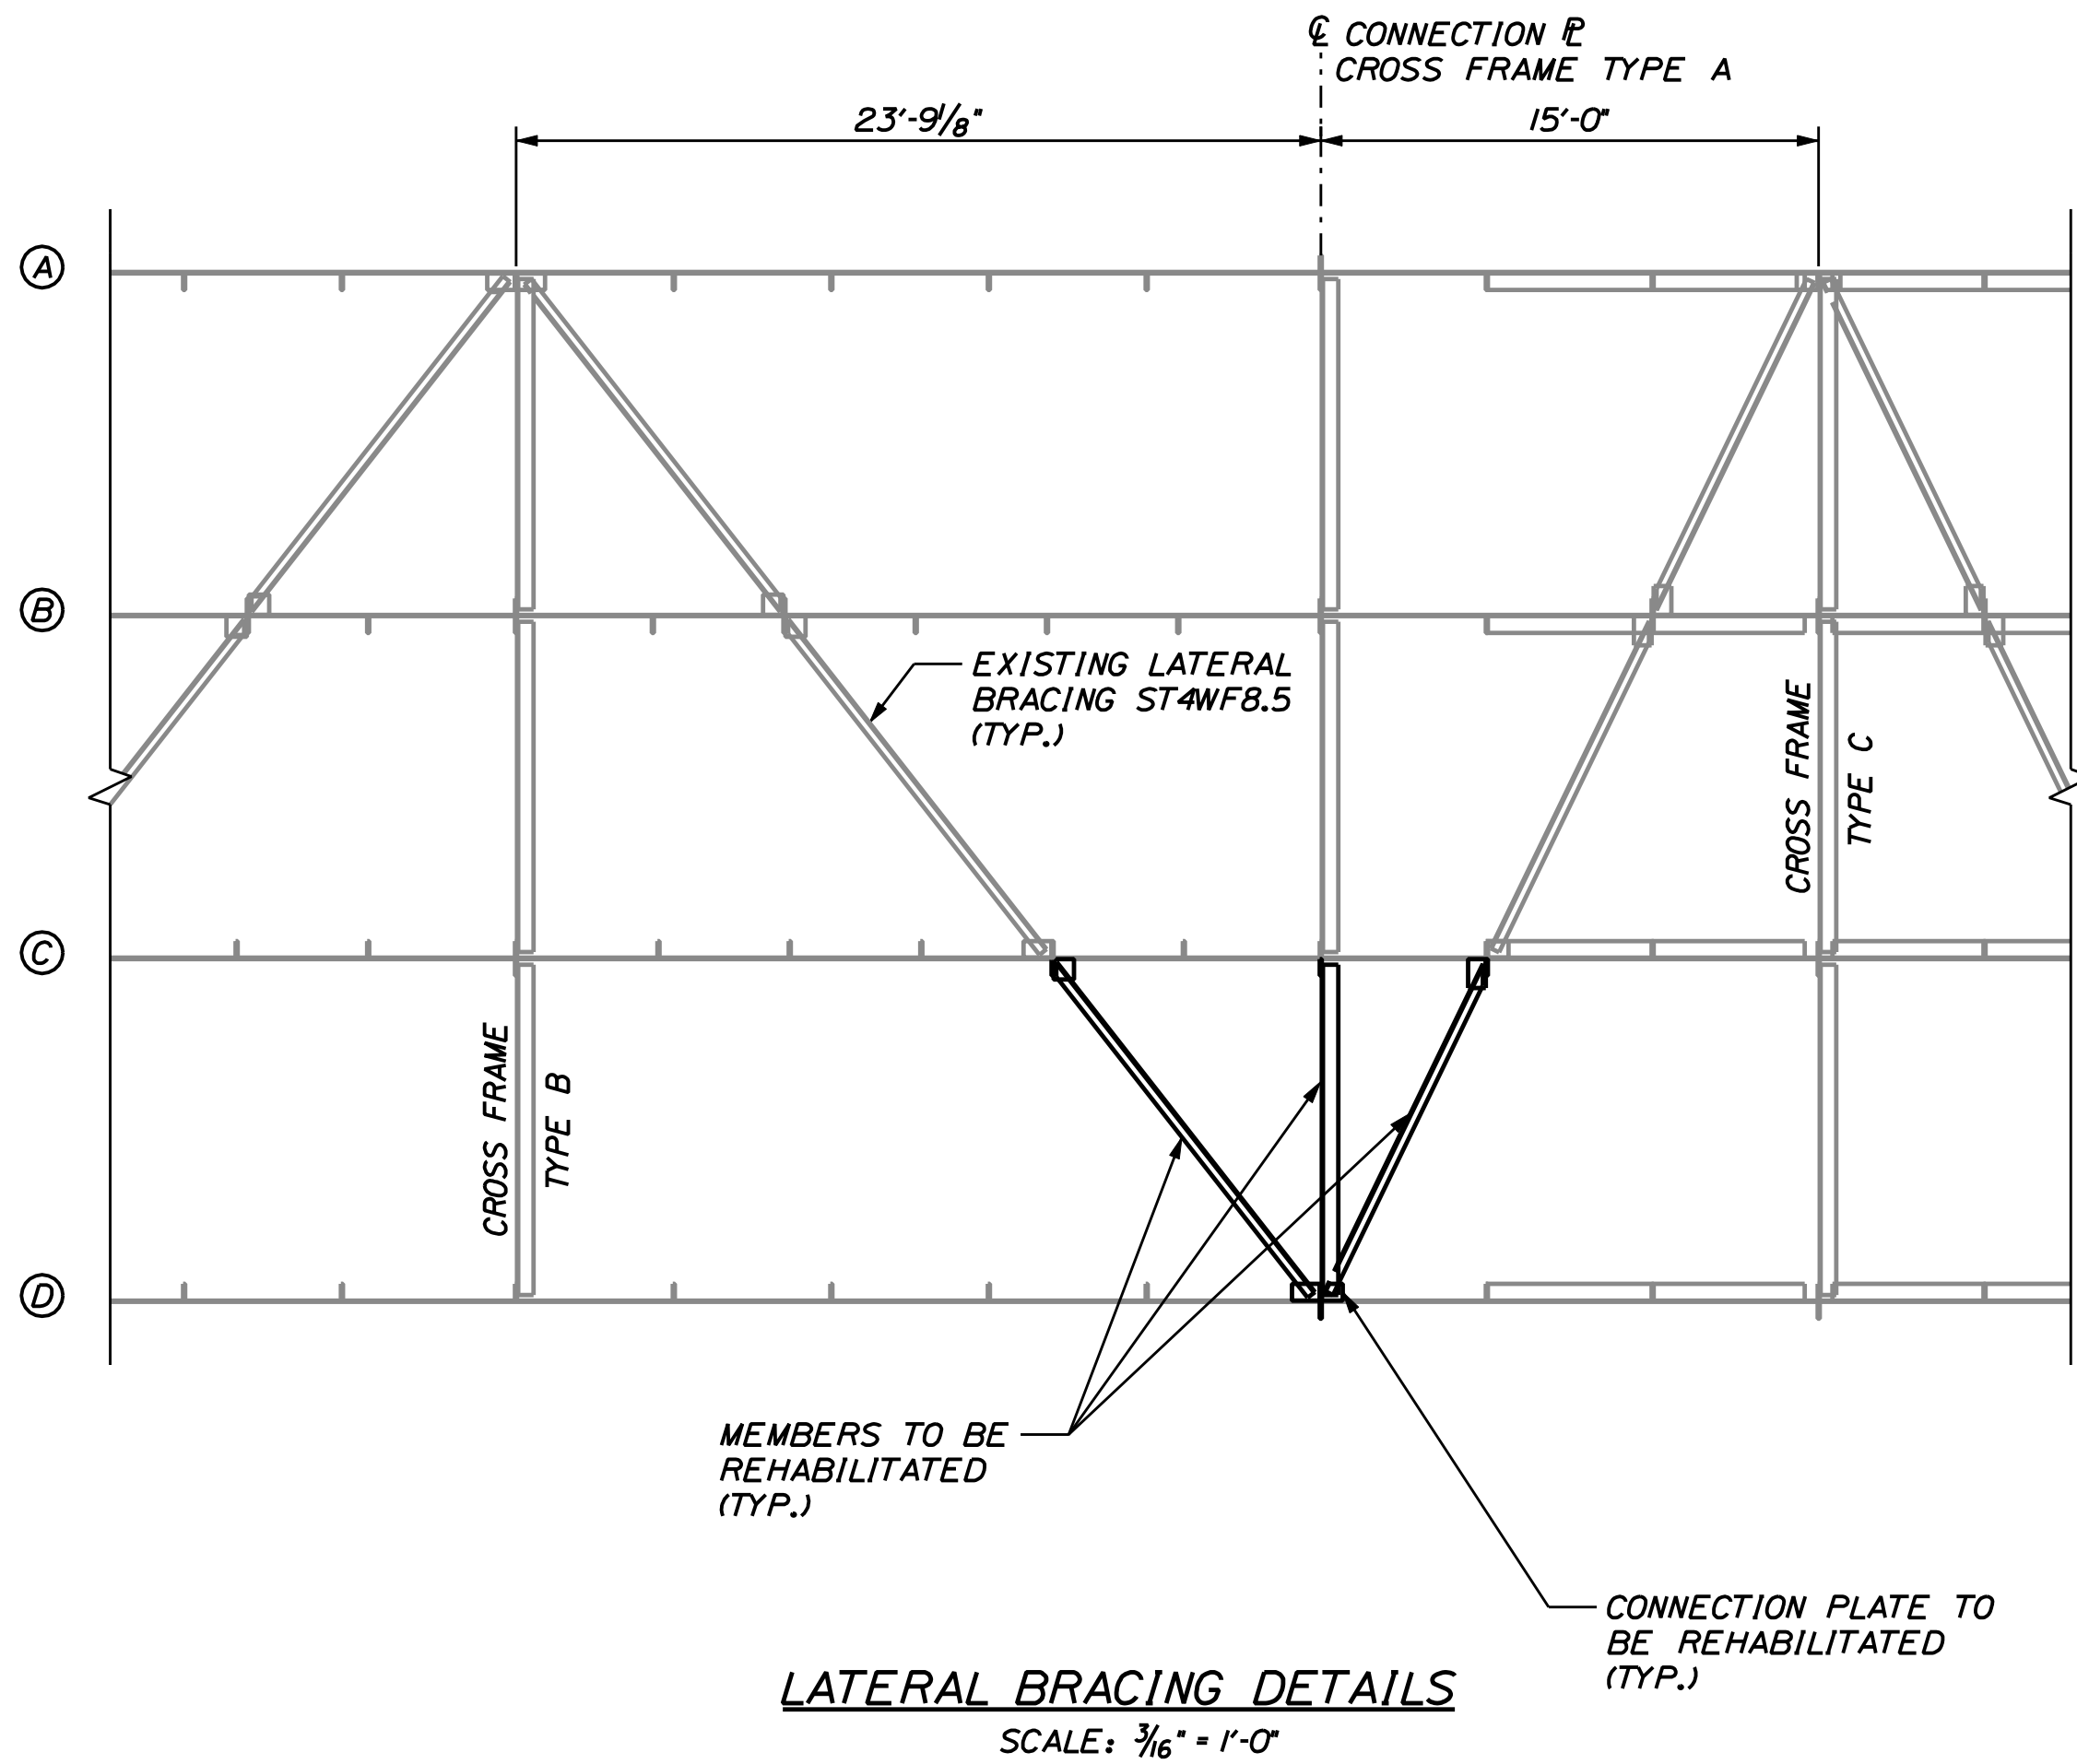 ℄ CONNECTION ℙL
CROSS FRAME TYPE A
23'-9⅛"
15'-0"
A
B
EXISTING LATERAL
BRACING ST4WF8.5
(TYP.)
CROSS FRAME
TYPE C
C
CROSS FRAME
TYPE B
D
MEMBERS TO BE
REHABILITATED
(TYP.)
CONNECTION PLATE TO
BE REHABILITATED
(TYP.)
LATERAL BRACING DETAILS
SCALE: 3/16" = 1'-0"